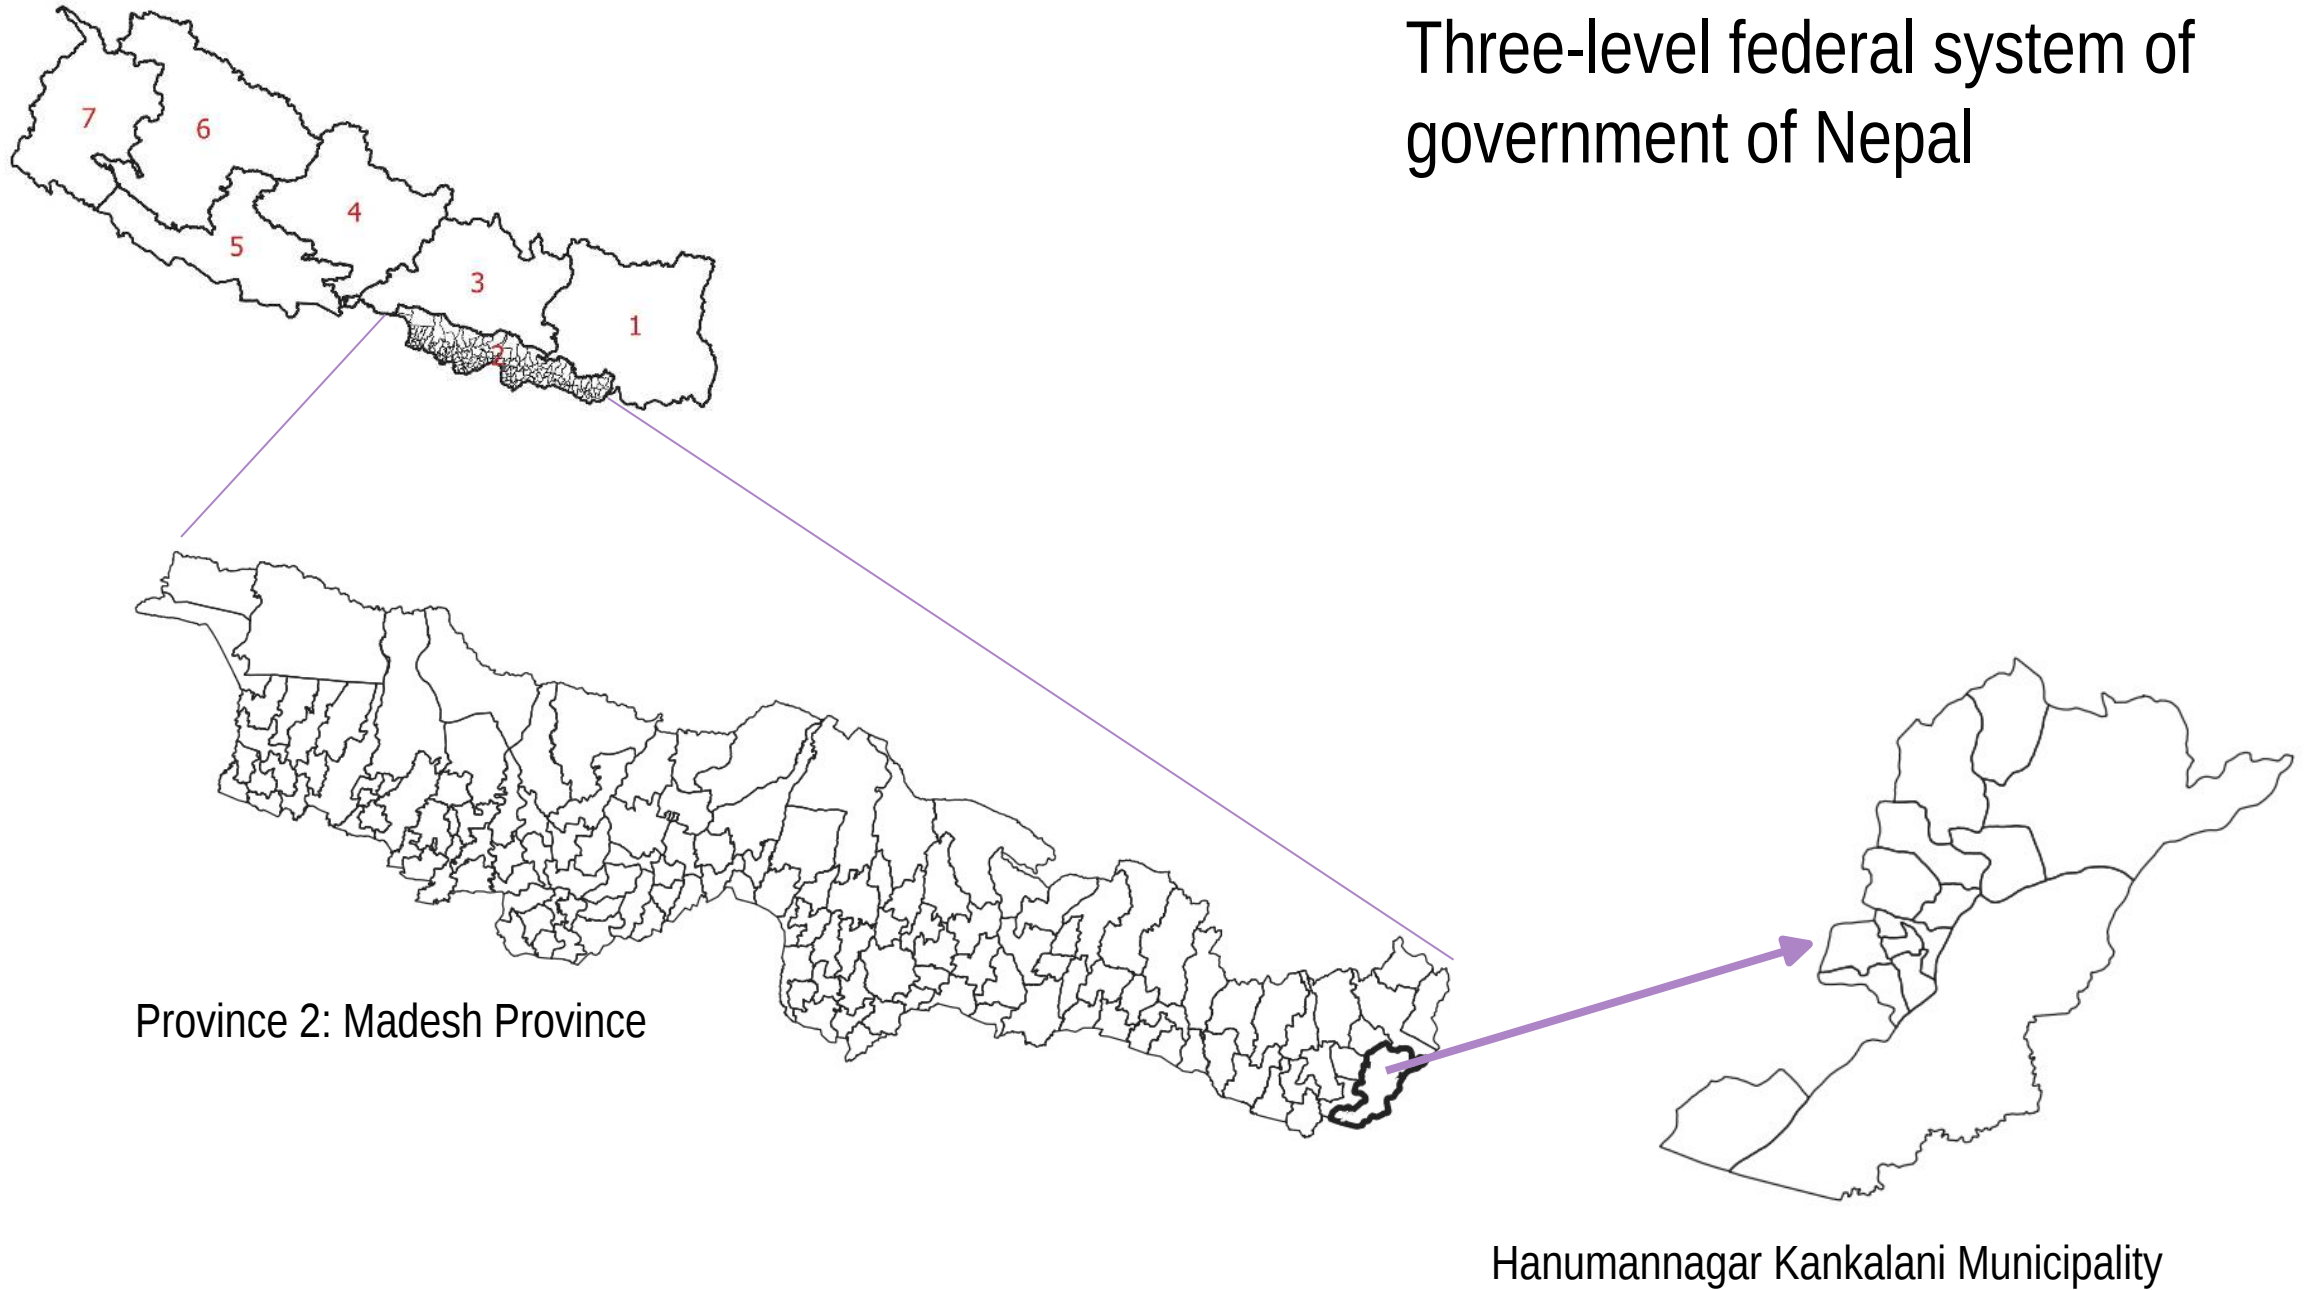 Three-level federal system of
government of Nepal
7
6
4
5
3
1
2
Province 2: Madesh Province
Hanumannagar Kankalani Municipality